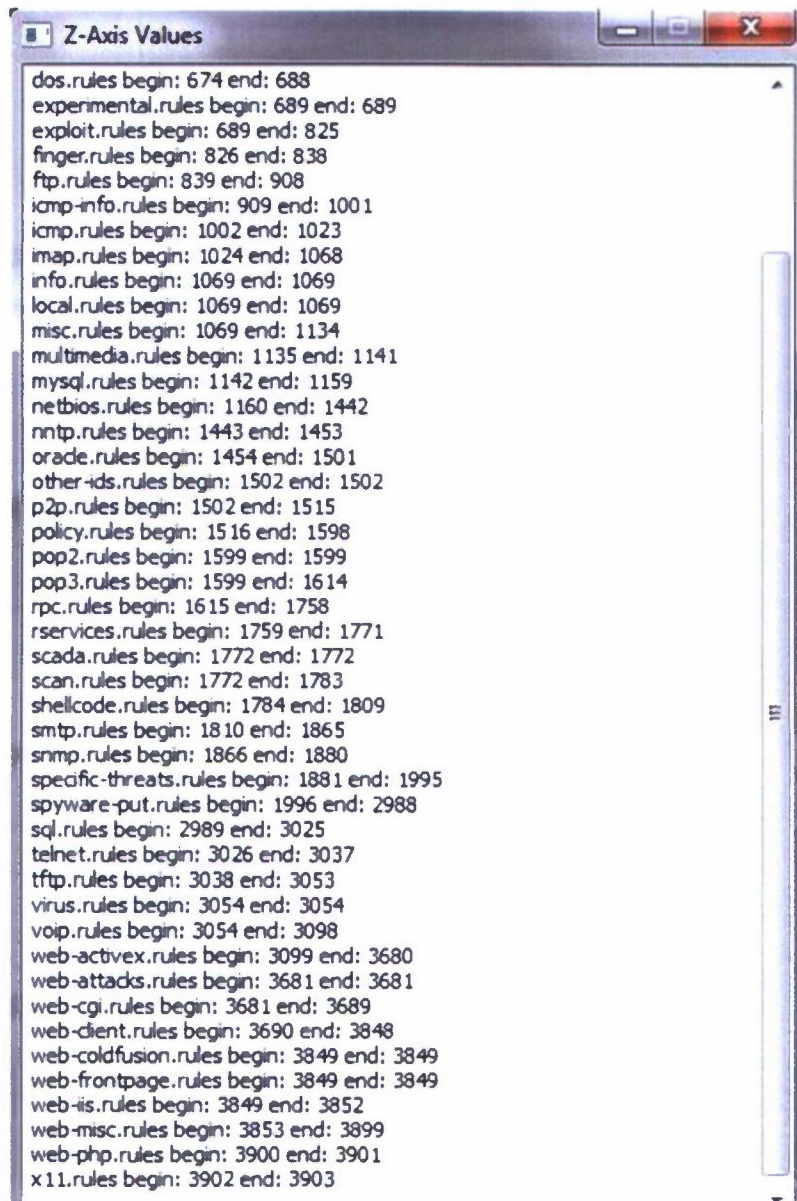 Z-Axis Values
dos.rules begin: 674 end: 688
experimental.rules begin: 689 end: 689
exploit.rules begin: 689 end: 825
finger.rules begin: 826 end: 838
ftp.rules begin: 839 end: 908
icmp-info.rules begin: 909 end: 1001
icmp.rules begin: 1002 end: 1023
imap.rules begin: 1024 end: 1068
info.rules begin: 1069 end: 1069
local.rules begin: 1069 end: 1069
misc.rules begin: 1069 end: 1134
multimedia.rules begin: 1135 end: 1141
mysql.rules begin: 1142 end: 1159
netbios.rules begin: 1160 end: 1442
nntp.rules begin: 1443 end: 1453
oracle.rules begin: 1454 end: 1501
other-ids.rules begin: 1502 end: 1502
p2p.rules begin: 1502 end: 1515
policy.rules begin: 1516 end: 1598
pop2.rules begin: 1599 end: 1599
pop3.rules begin: 1599 end: 1614
rpc.rules begin: 1615 end: 1758
rservices.rules begin: 1759 end: 1771
scada.rules begin: 1772 end: 1772
scan.rules begin: 1772 end: 1783
shellcode.rules begin: 1784 end: 1809
smtp.rules begin: 1810 end: 1865
snmp.rules begin: 1866 end: 1880
specific-threats.rules begin: 1881 end: 1995
spyware-put.rules begin: 1996 end: 2988
sql.rules begin: 2989 end: 3025
telnet.rules begin: 3026 end: 3037
tftp.rules begin: 3038 end: 3053
virus.rules begin: 3054 end: 3054
voip.rules begin: 3054 end: 3098
web-activex.rules begin: 3099 end: 3680
web-attacks.rules begin: 3681 end: 3681
web-cgi.rules begin: 3681 end: 3689
web-client.rules begin: 3690 end: 3848
web-coldfusion.rules begin: 3849 end: 3849
web-frontpage.rules begin: 3849 end: 3849
web-iis.rules begin: 3849 end: 3852
web-misc.rules begin: 3853 end: 3899
web-php.rules begin: 3900 end: 3901
x11.rules begin: 3902 end: 3903